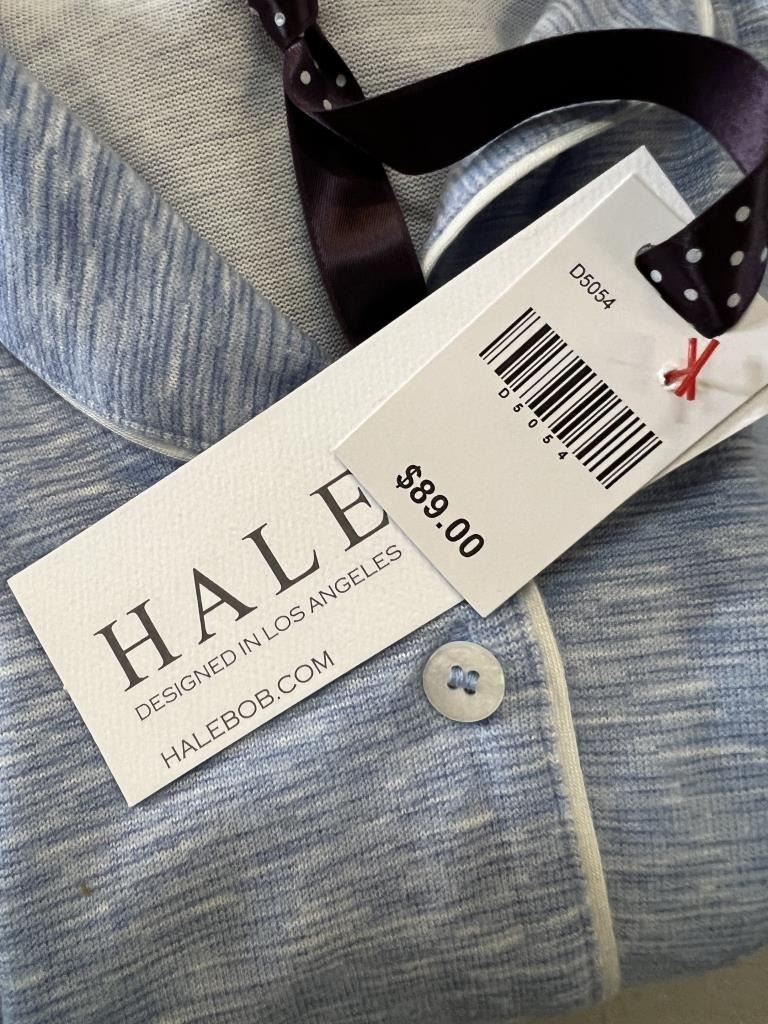 D5054
D5054
$89.00
HALE
DESIGNED IN LOS ANGELES
HALEBOB.COM